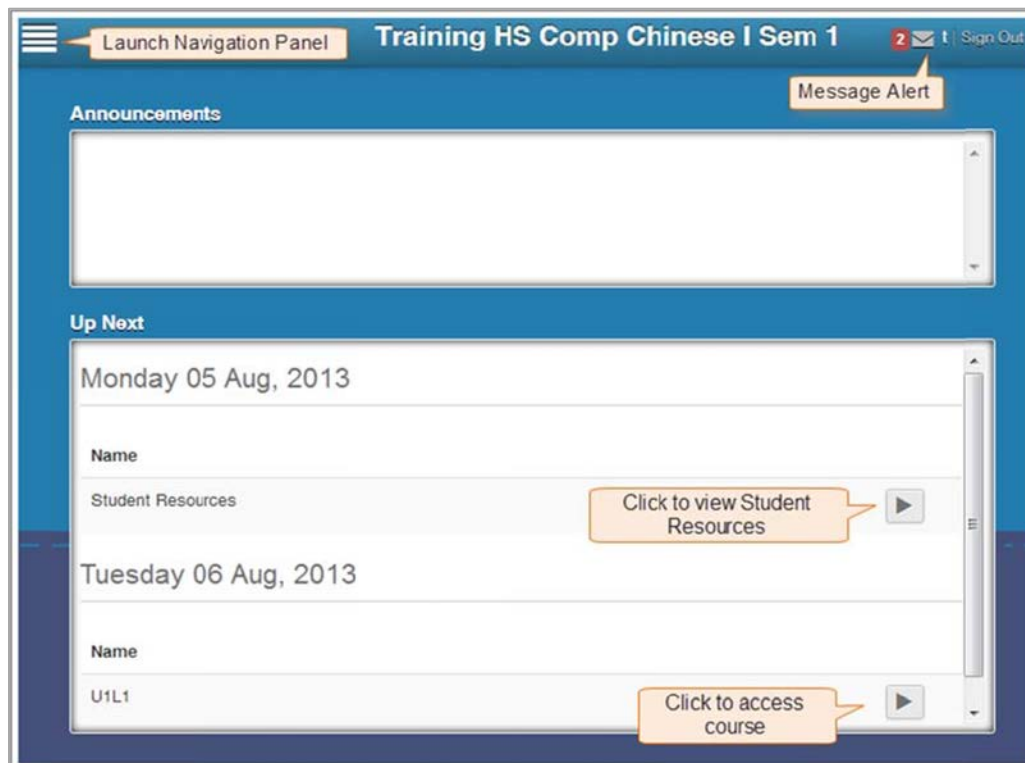 Launch Navigation Panel
Training HS Comp Chinese I Sem 1
2 t | Sign Out
Message Alert
Announcements
Up Next
Monday 05 Aug, 2013
Name
Student Resources
Click to view Student
Resources
Tuesday 06 Aug, 2013
Name
U1L1
Click to access
course